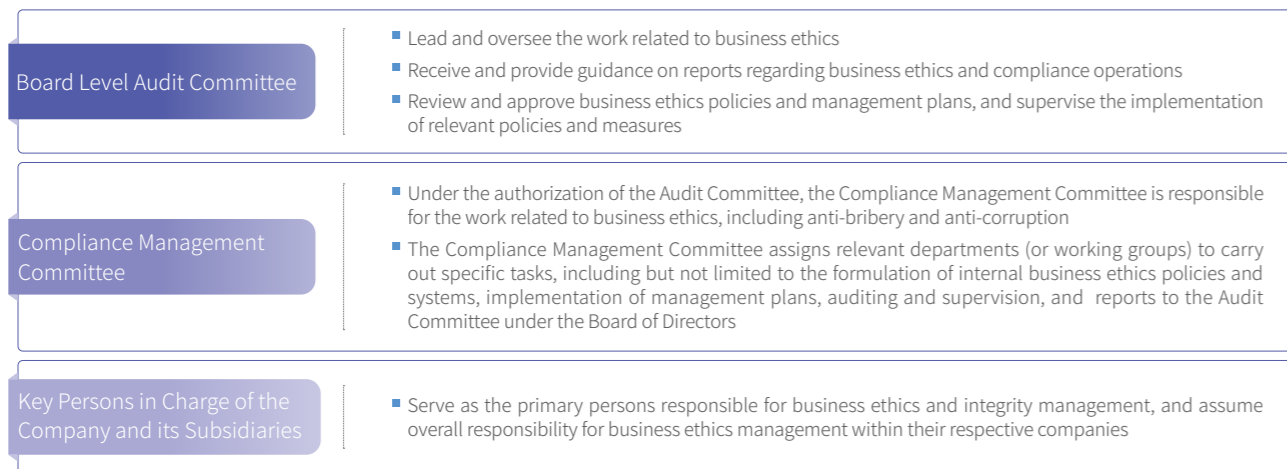 Board Level Audit Committee
■ Lead and oversee the work related to business ethics
■ Receive and provide guidance on reports regarding business ethics and compliance operations
■ Review and approve business ethics policies and management plans, and supervise the implementation
of relevant policies and measures
Compliance Management
Committee
■ Under the authorization of the Audit Committee, the Compliance Management Committee is responsible
for the work related to business ethics, including anti-bribery and anti-corruption
■ The Compliance Management Committee assigns relevant departments (or working groups) to carry
out specific tasks, including but not limited to the formulation of internal business ethics policies and
systems, implementation of management plans, auditing and supervision, and reports to the Audit
Committee under the Board of Directors
Key Persons in Charge of the
Company and its Subsidiaries
■ Serve as the primary persons responsible for business ethics and integrity management, and assume
overall responsibility for business ethics management within their respective companies